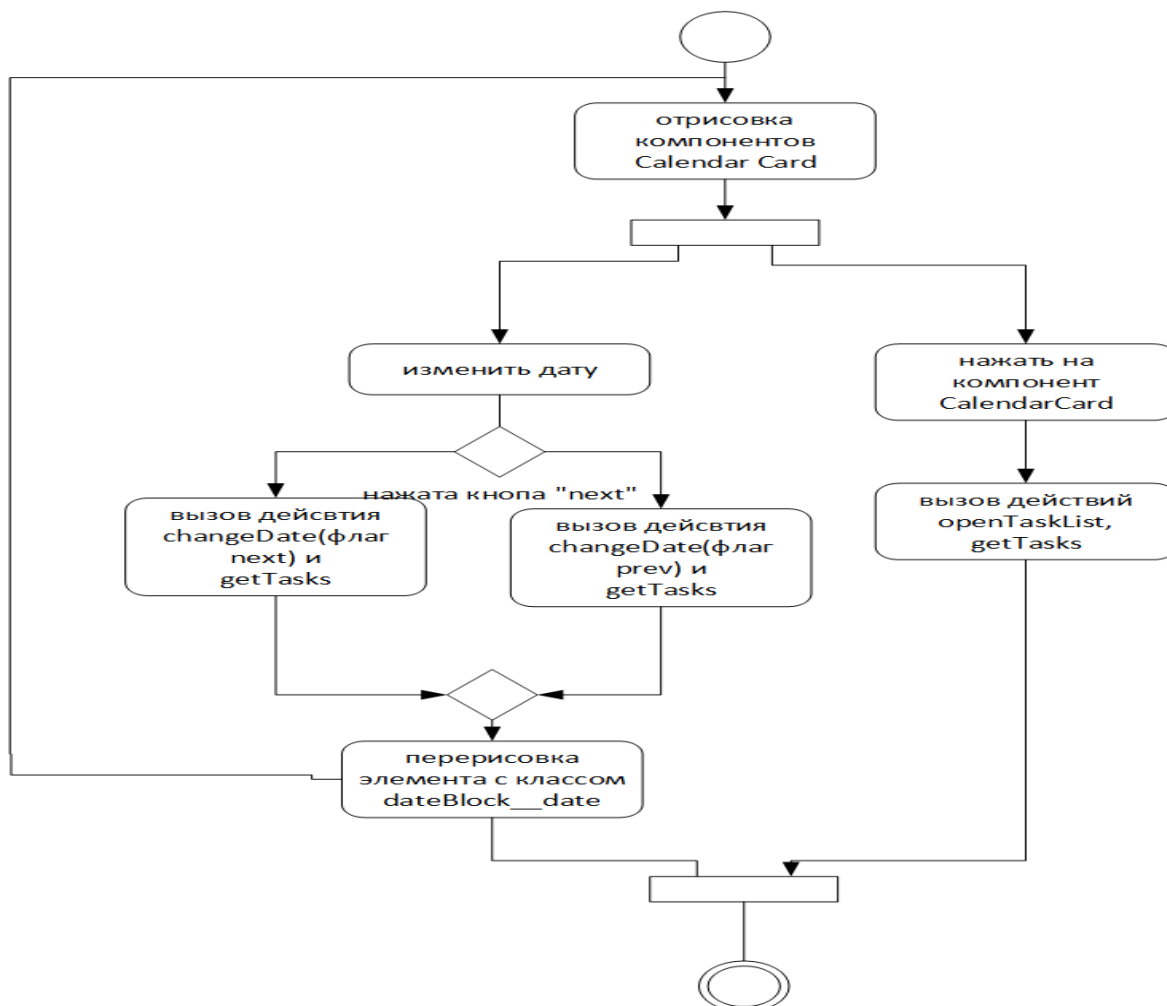 отрисовка
компонентов
Calendar Card
изменить дату
нажать на
компонент
CalendarCard
нажата кнопа "next"
вызов дейсвтия
changeDate(флаг
next) и
getTasks
вызов дейсвтия
changeDate(флаг
prev) и
getTasks
вызов действий
openTaskList,
getTasks
перерисовка
элемента с классом
dateBlock__date